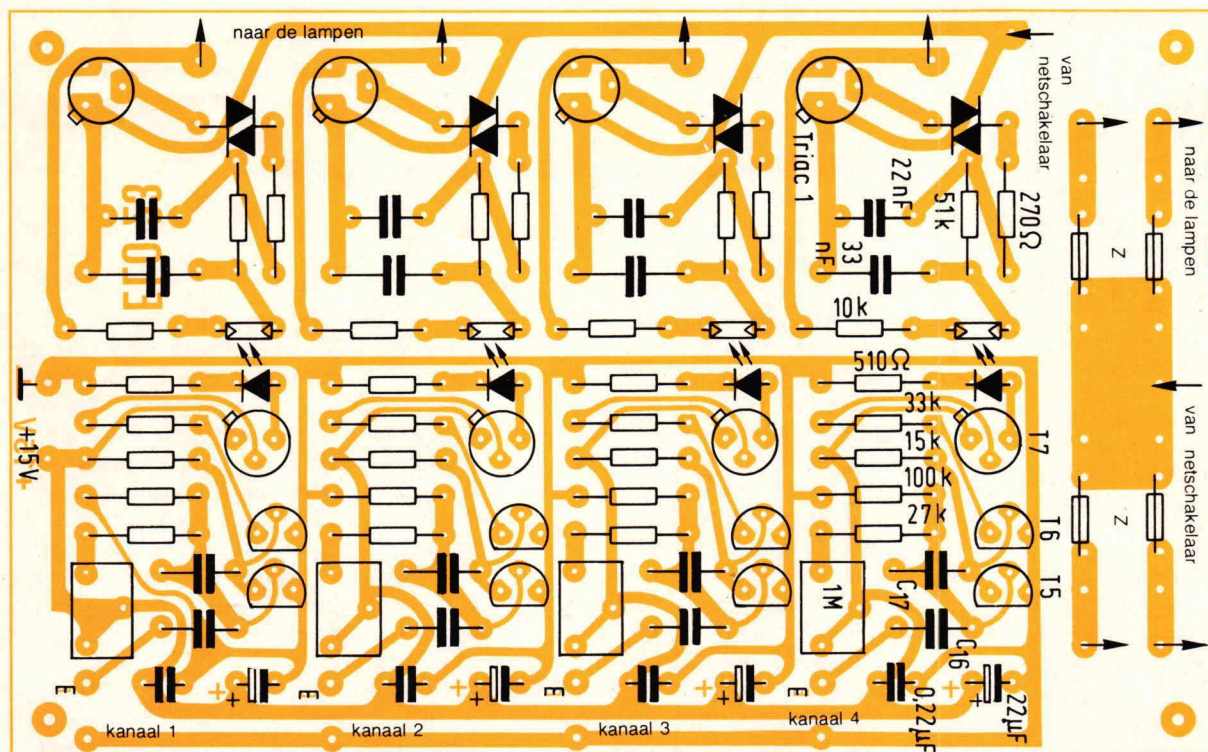 naar de lampen
van
netschakelaar
Triac 1
22nF
51k
270Ω
33
nF
10k
naar de lampen
Z
Z
510Ω
33k
15k
100k
27k
T7
T6
T5
van netschakelaar
+15V
Z
Z
1M
C17
C16
E
+
+
E
+
+
E
+
+
E
+
0,22µF
22µF
kanaal 1
kanaal 2
kanaal 3
kanaal 4